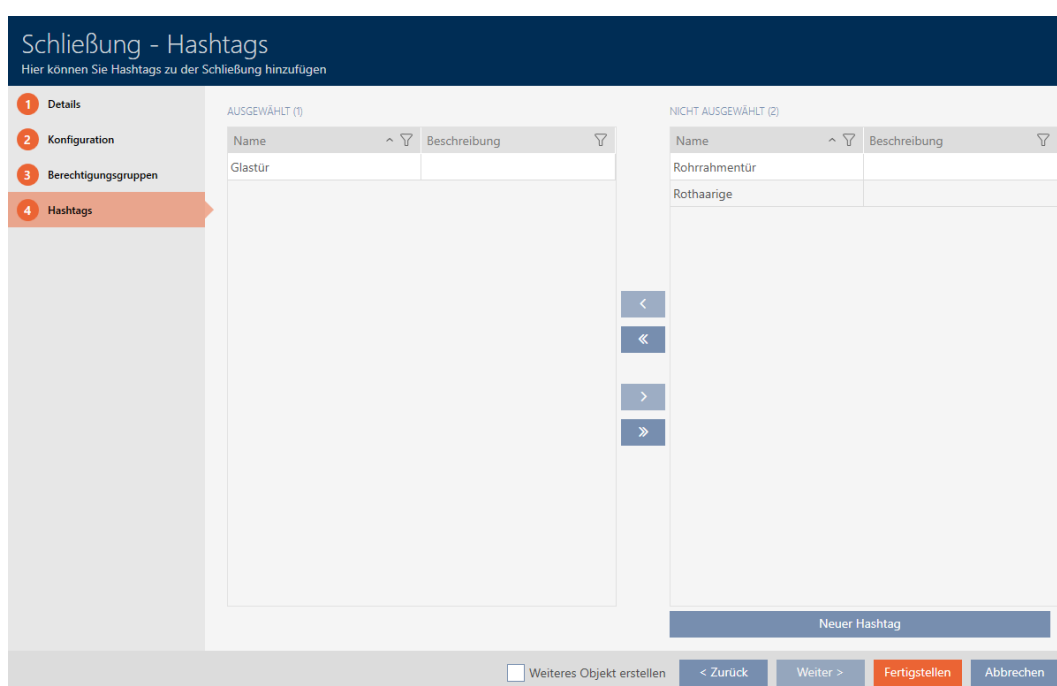 Schließung - Hashtags
Hier können Sie Hashtags zu der Schließung hinzufügen
1 Details
2 Konfiguration
3 Berechtigungsgruppen
4 Hashtags
AUSGEWÄHLT (1)
Name Beschreibung
Glastür
NICHT AUSGEWÄHLT (2)
Name Beschreibung
Rohrrahmentür
Rothaarige
Neuer Hashtag
Weiteres Objekt erstellen < Zurück Weiter > Fertigstellen Abbrechen